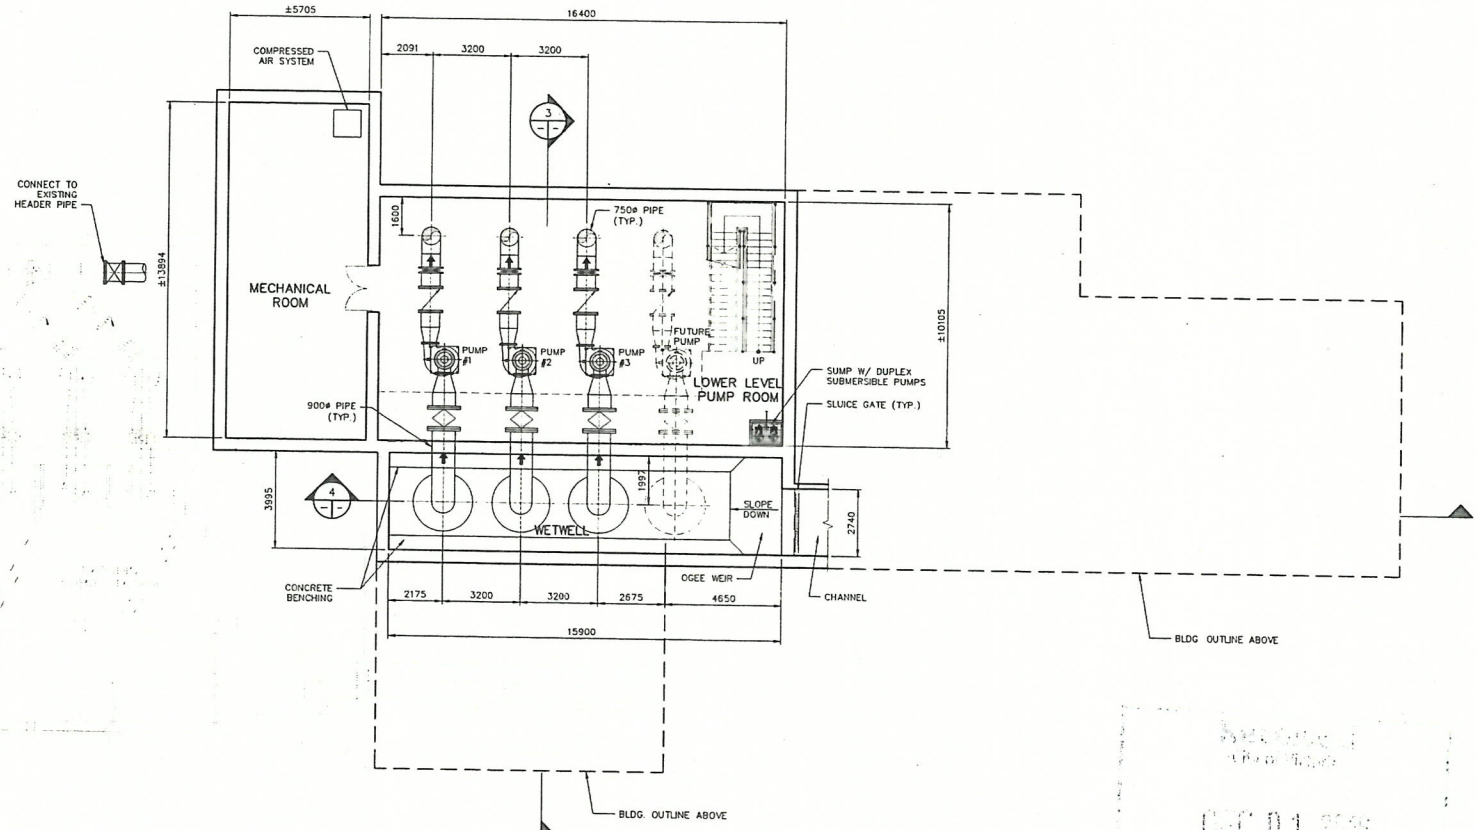 ±5705
16400
COMPRESSED
AIR SYSTEM
2091
3200
3200
3
CONNECT TO
EXISTING
HEADER PIPE
±13894
1600
750ø PIPE
(TYP.)
MECHANICAL
ROOM
±10105
FUTURE
PUMP
PUMP
#1
PUMP
#2
PUMP
#3
UP
LOWER LEVEL
PUMP ROOM
SUMP W/ DUPLEX
SUBMERSIBLE PUMPS
SLUICE GATE (TYP.)
900ø PIPE
(TYP.)
3995
4
1997
SLOPE
DOWN
2740
WETWELL
OGEE WEIR
CONCRETE
BENCHING
CHANNEL
2175
3200
3200
2675
4650
15900
BLDG OUTLINE ABOVE
BLDG. OUTLINE ABOVE